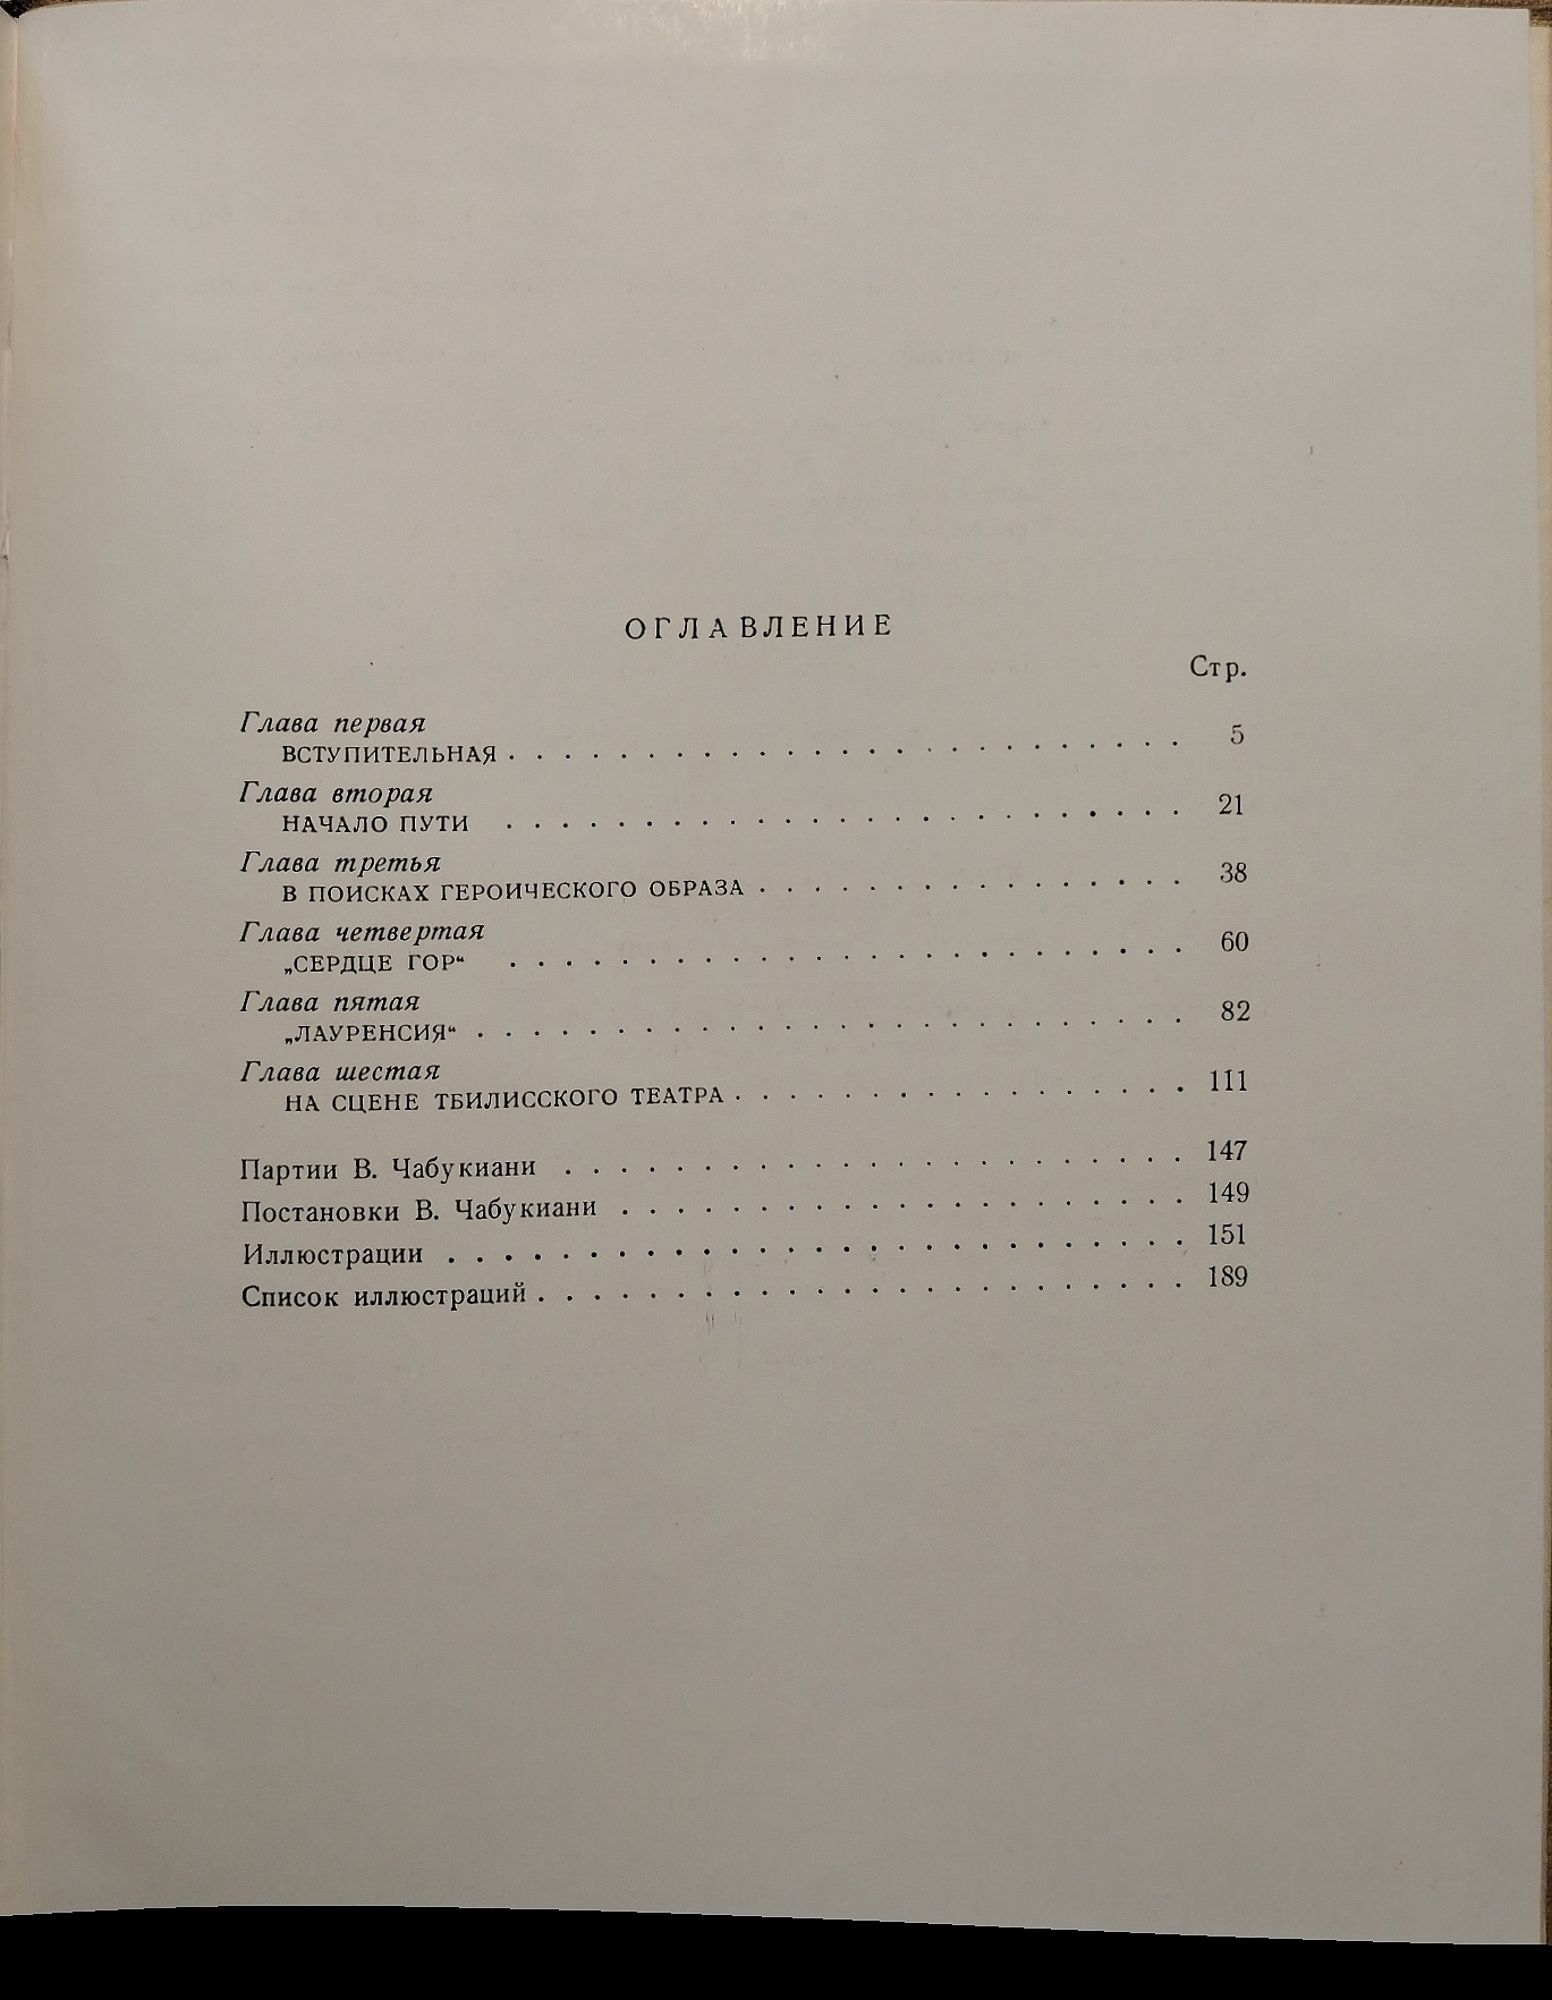 ОГЛАВЛЕНИЕ
Стр.
Глава первая
ВСТУПИТЕЛЬНАЯ . . . . . . . . . . . . . . . . . . . . . . . . 5
Глава вторая
НАЧАЛО ПУТИ . . . . . . . . . . . . . . . . . . . . . . . . 21
Глава третья
В ПОИСКАХ ГЕРОИЧЕСКОГО ОБРАЗА . . . . . . . . . . . . . . . 38
Глава четвертая
„СЕРДЦЕ ГОР“ . . . . . . . . . . . . . . . . . . . . . . . . 60
Глава пятая
„ЛАУРЕНСИЯ“ . . . . . . . . . . . . . . . . . . . . . . . . . 82
Глава шестая
НА СЦЕНЕ ТБИЛИССКОГО ТЕАТРА . . . . . . . . . . . . . . . . 111
Партии В. Чабукиани . . . . . . . . . . . . . . . . . . . . . . 147
Постановки В. Чабукиани . . . . . . . . . . . . . . . . . . . . 149
Иллюстрации . . . . . . . . . . . . . . . . . . . . . . . . . . 151
Список иллюстраций . . . . . . . . . . . . . . . . . . . . . . . 189